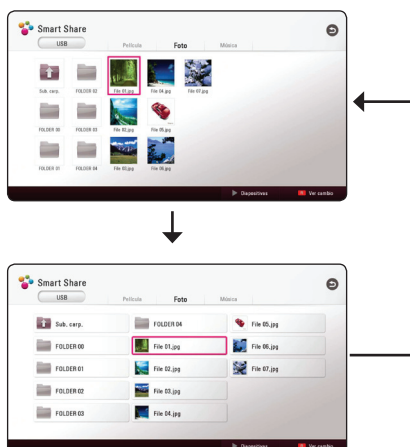 Smart Share
USB
Película Foto Música
Sub. carp. FOLDER 02 File 01.jpg File 04.jpg File 07.jpg
FOLDER 00 FOLDER 03 File 02.jpg File 05.jpg
FOLDER 01 FOLDER 04 File 03.jpg File 06.jpg
Dispositivos Ver cambio
Smart Share
USB
Película Foto Música
Sub. carp. FOLDER 04 File 05.jpg
FOLDER 00 File 01.jpg File 06.jpg
FOLDER 01 File 02.jpg File 07.jpg
FOLDER 02 File 03.jpg
FOLDER 03 File 04.jpg
Dispositivos Ver cambio